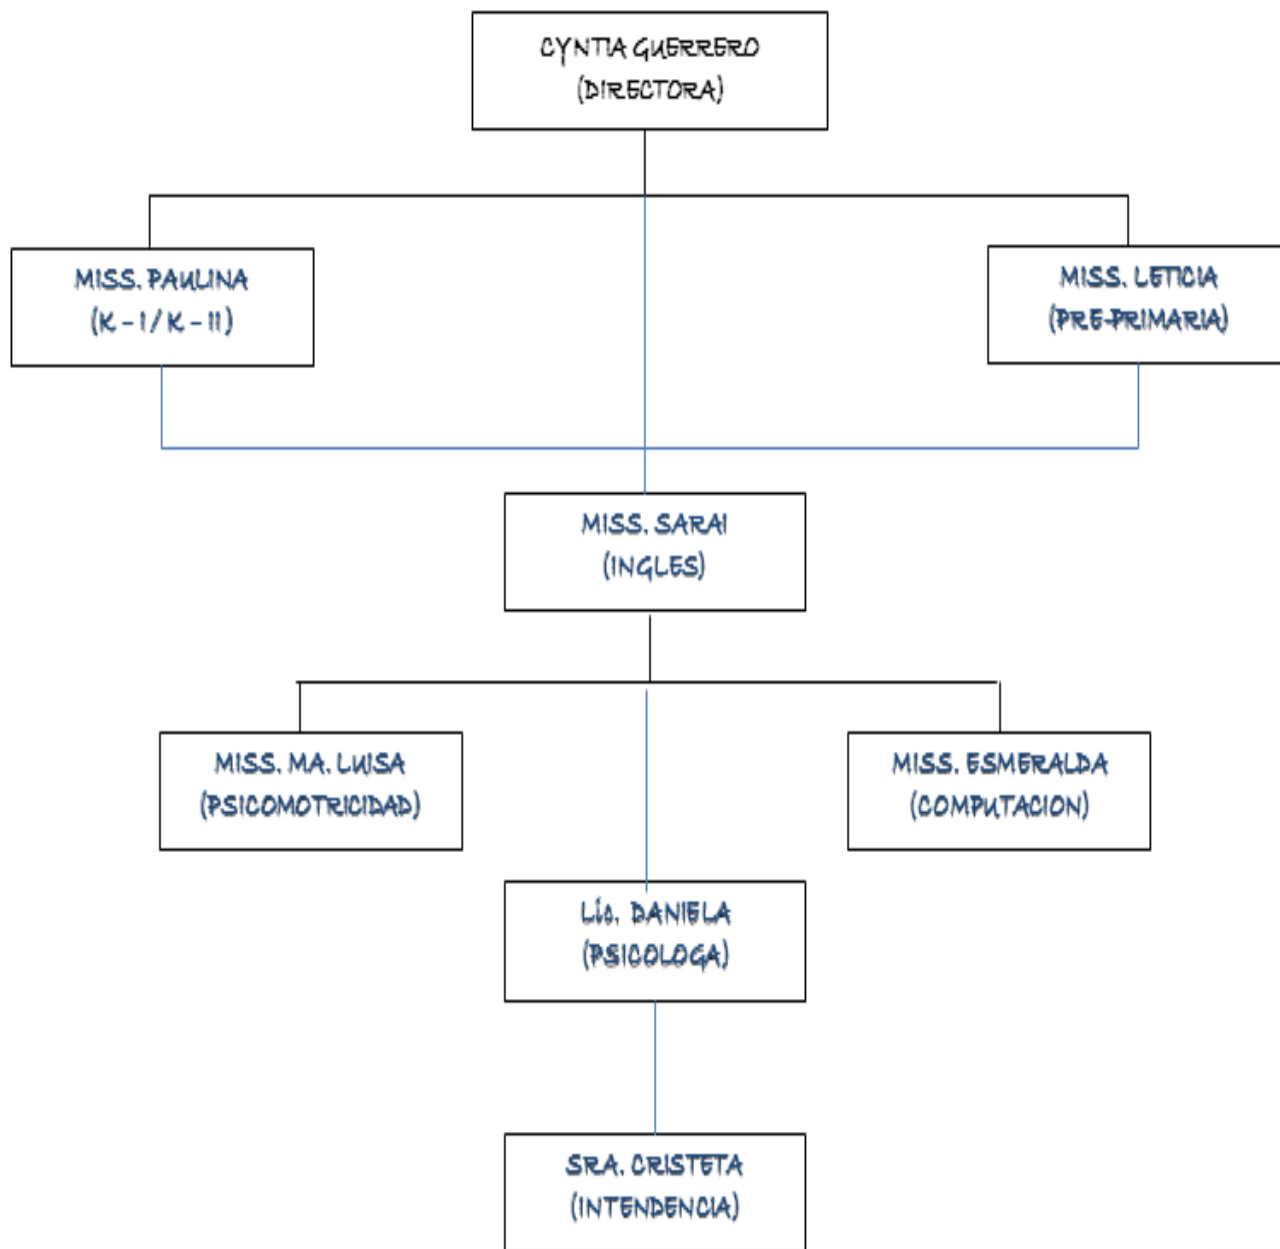 CYNTIA GUERRERO
(DIRECTORA)
MISS. PAULINA
(K – I / K – II)
MISS. LETICIA
(PRE-PRIMARIA)
MISS. SARAI
(INGLES)
MISS. MA. LUISA
(PSICOMOTRICIDAD)
MISS. ESMERALDA
(COMPUTACION)
Lic. DANIELA
(PSICOLOGA)
SRA. CRISTETA
(INTENDENCIA)